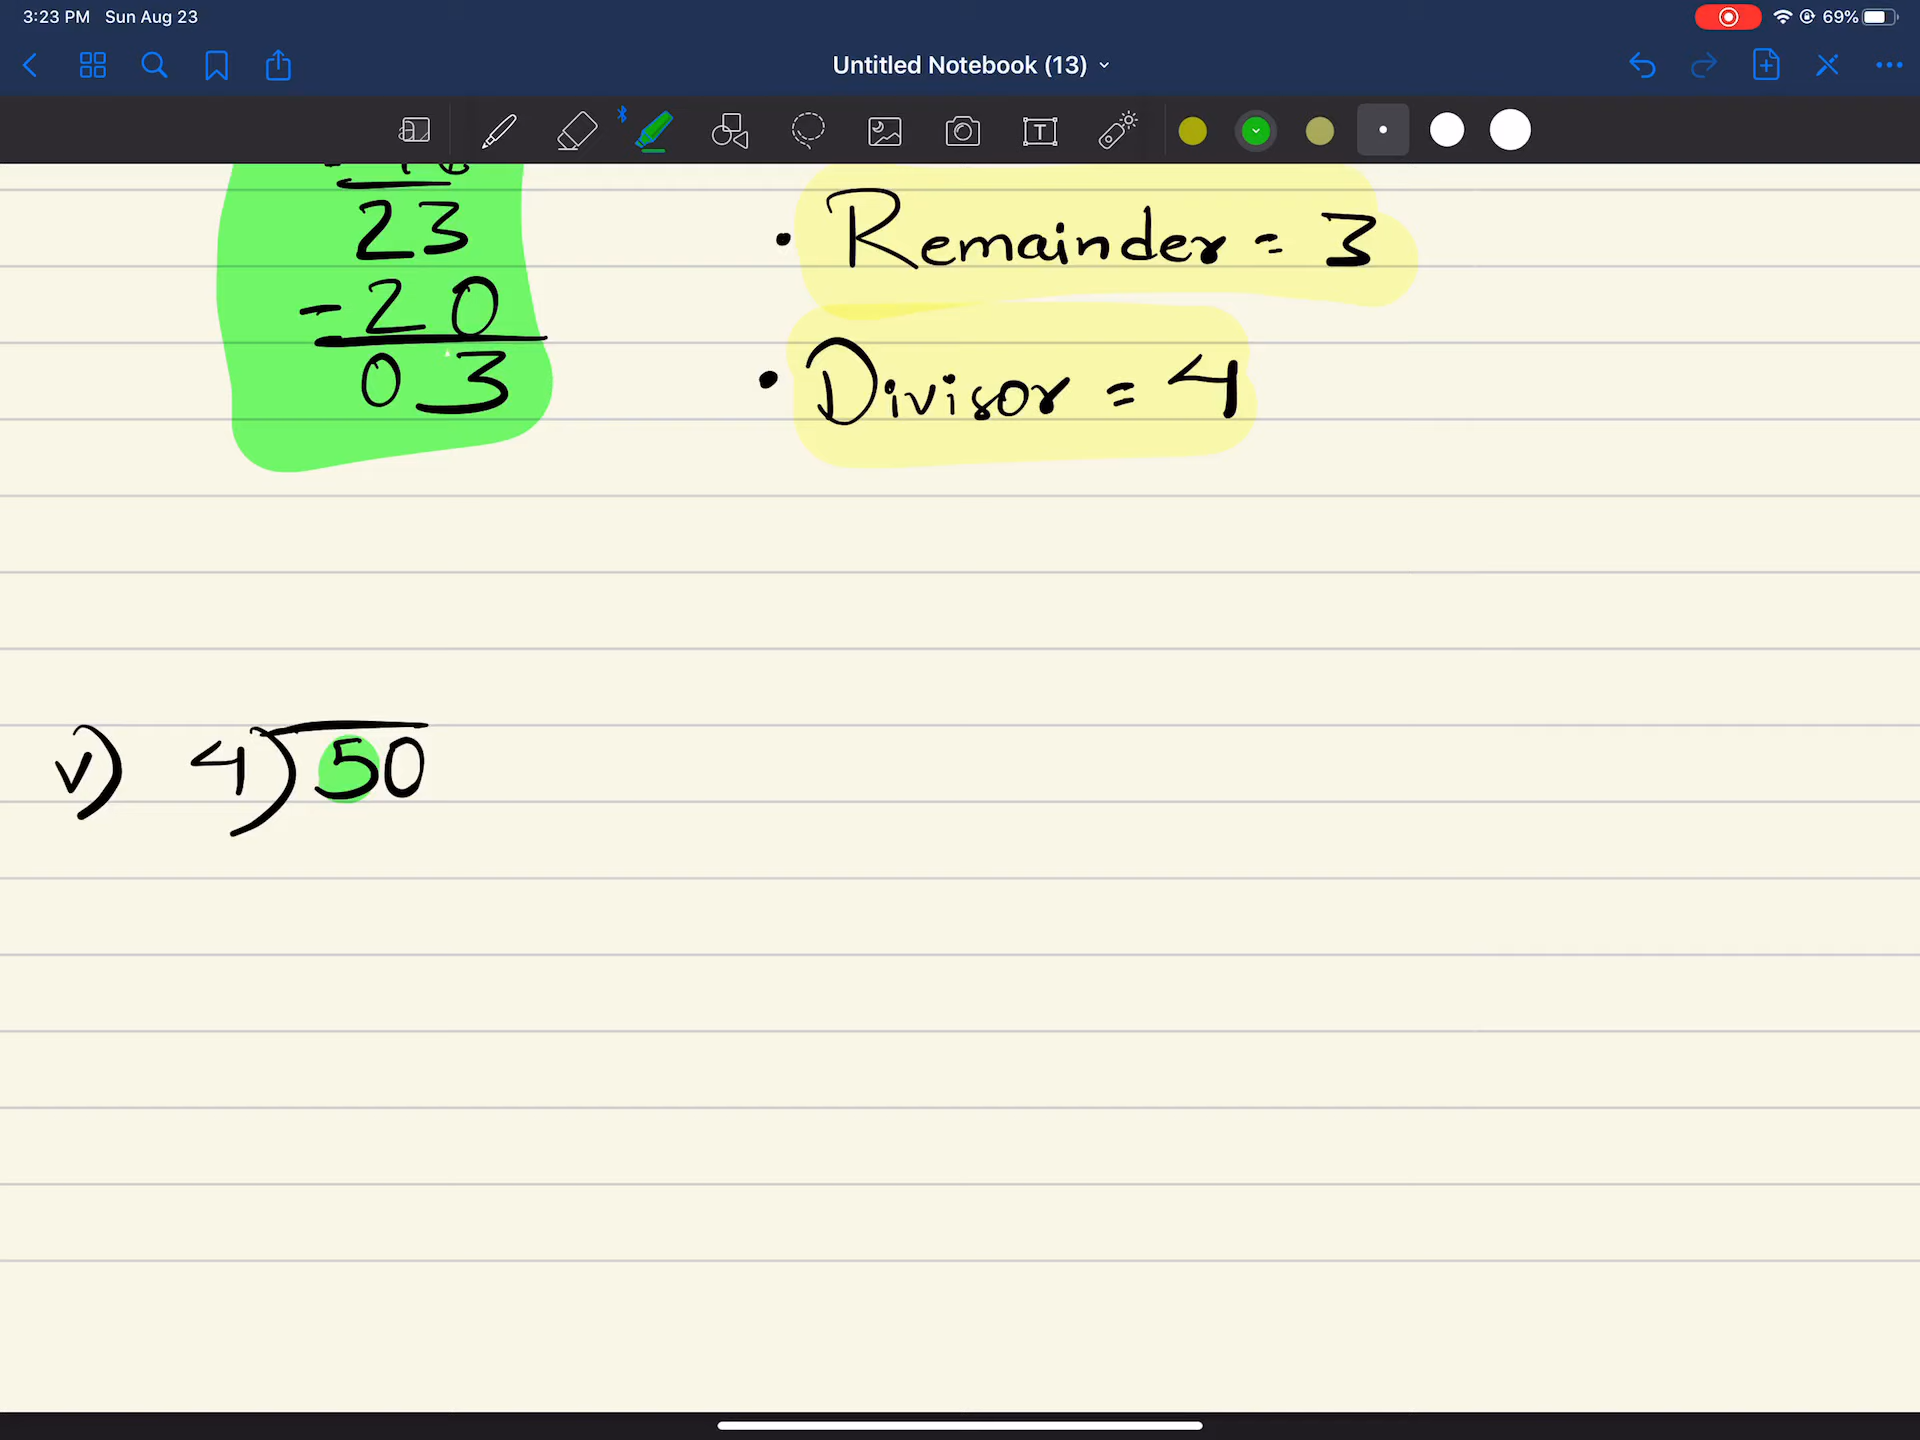 3:23 PM Sun Aug 23
69%
Untitled Notebook (13)
23
-20
03
• Remainder = 3
• Divisor = 4
v) 4)50